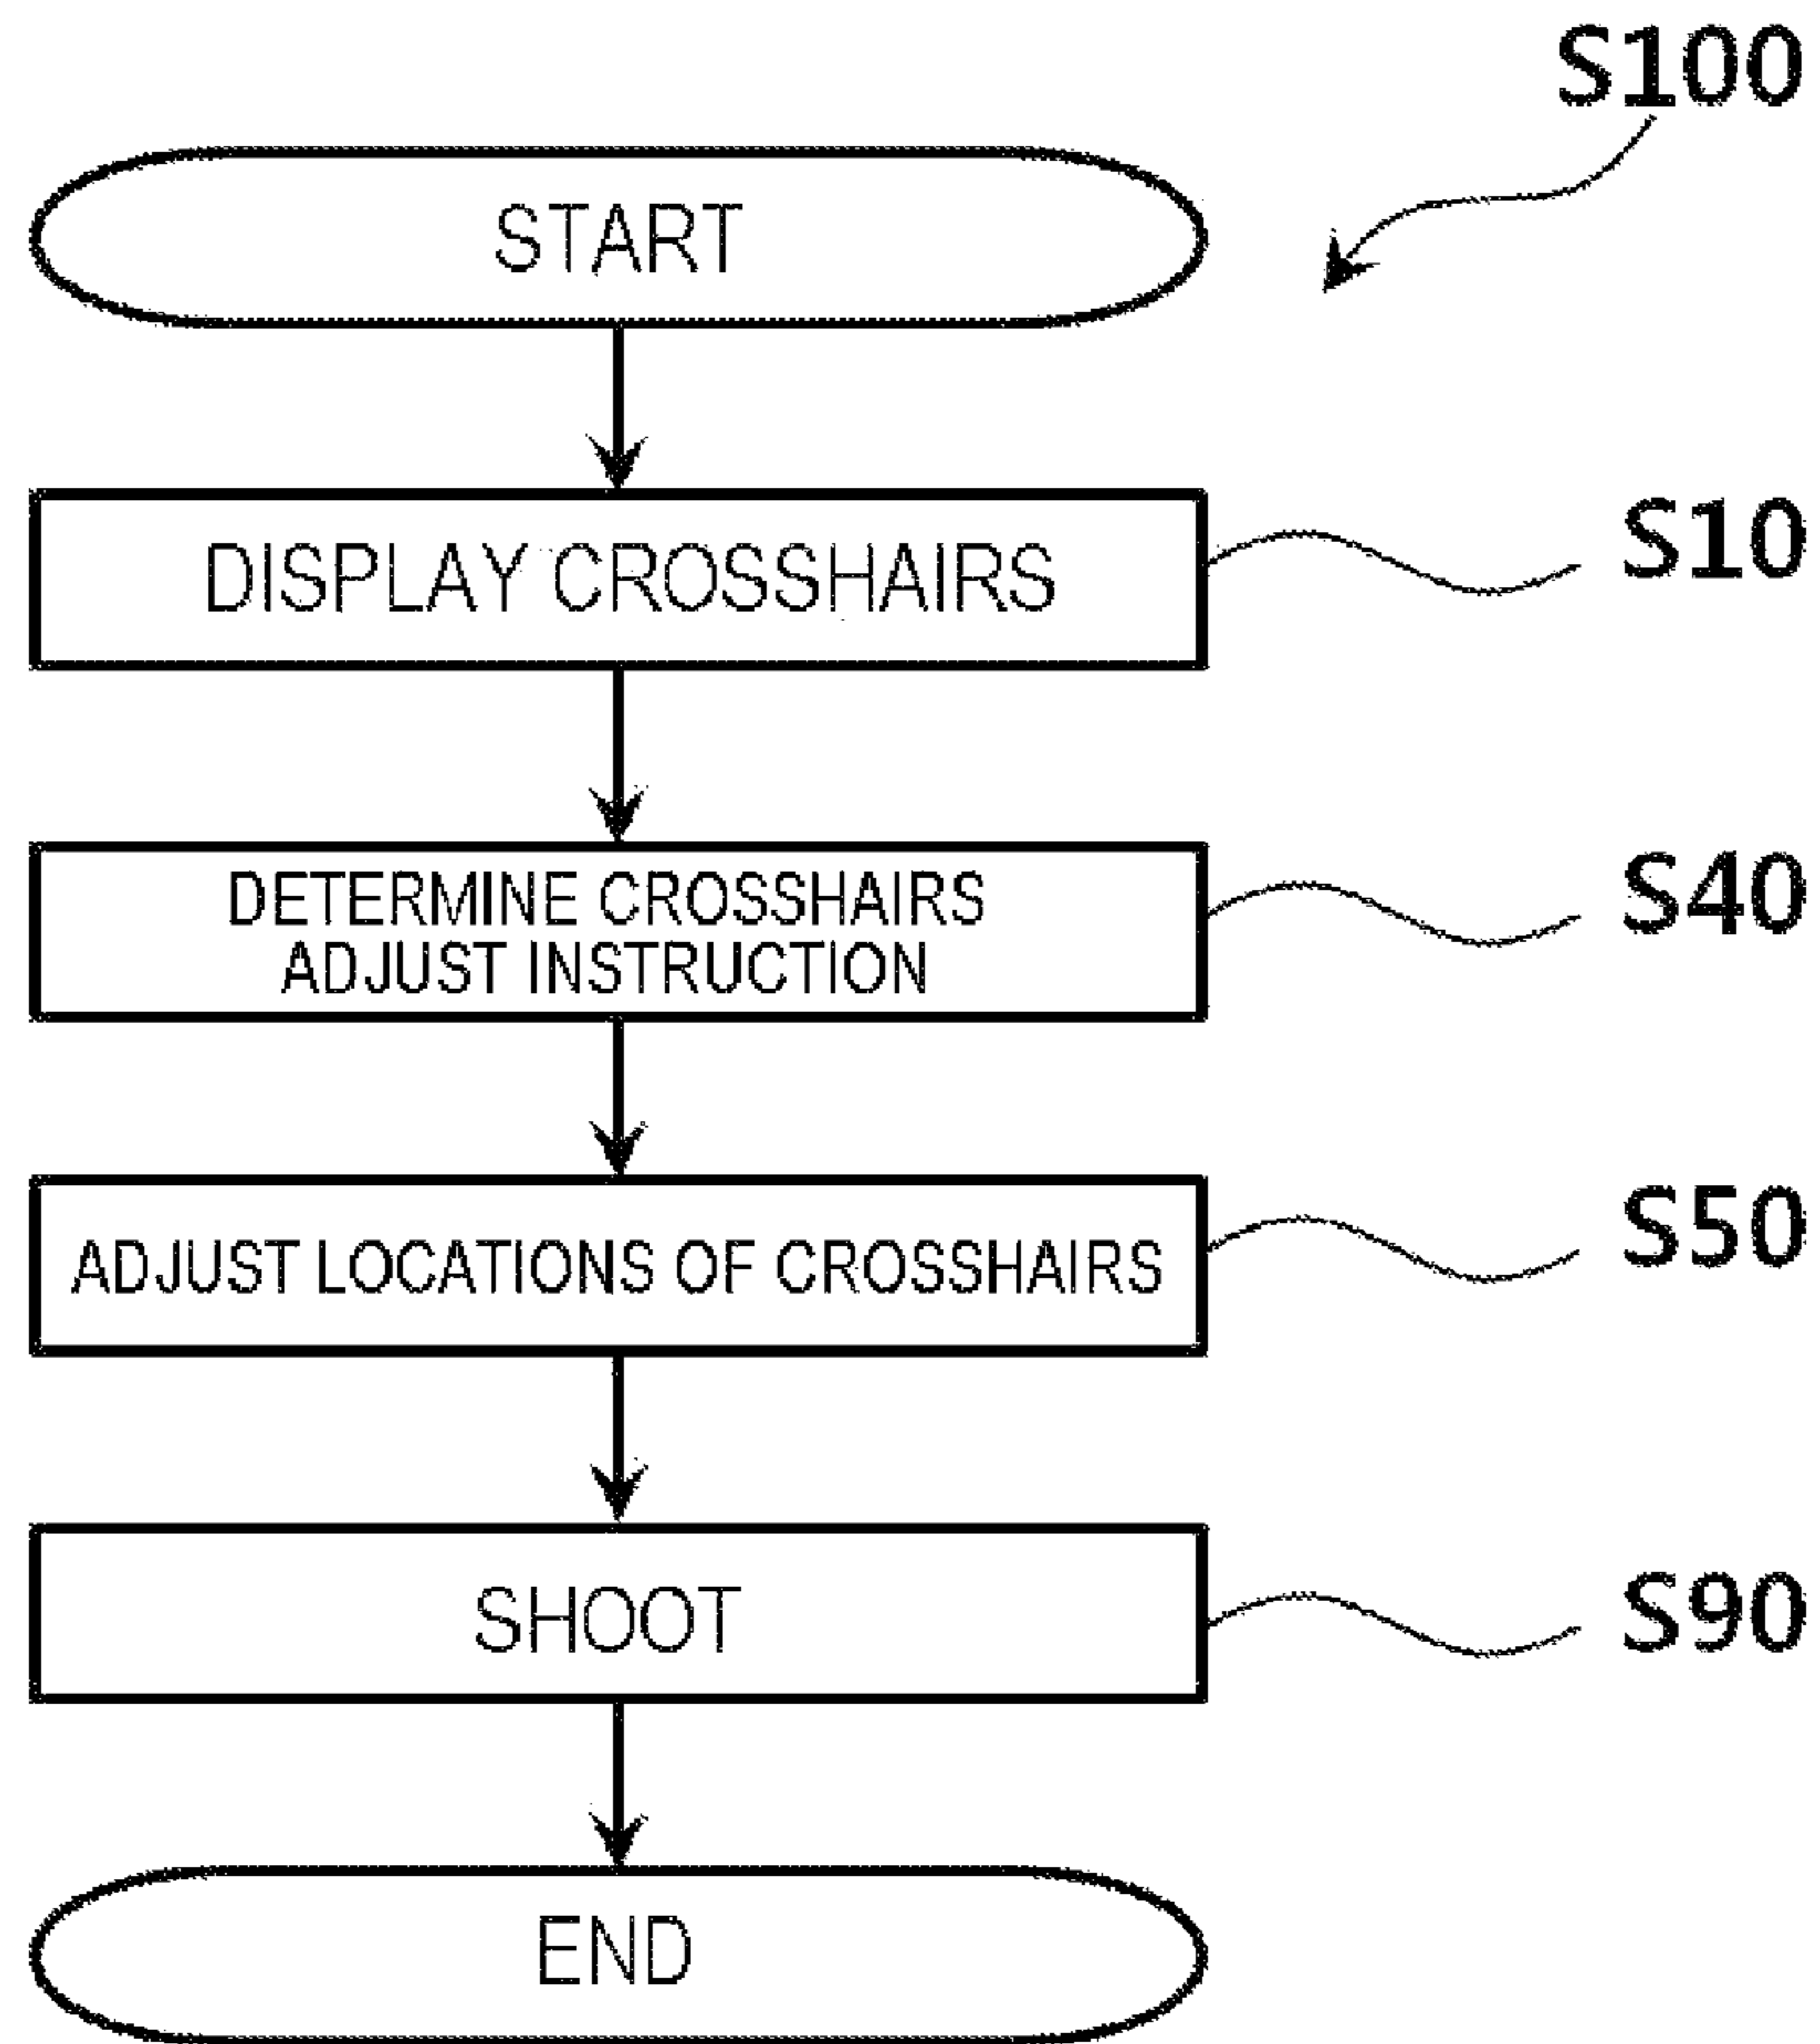 S100
START
DISPLAY CROSSHAIRS
S10
DETERMINE CROSSHAIRS
ADJUST INSTRUCTION
S40
ADJUST LOCATIONS OF CROSSHAIRS
S50
SHOOT
S90
END